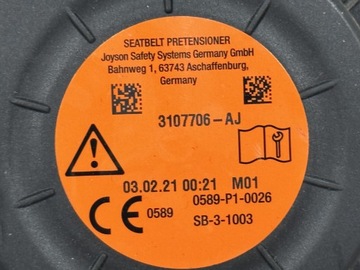 SEATBELT PRETENSIONER
Joyson Safety Systems Germany GmbH
Bahnweg 1, 63743 Aschaffenburg,
Germany
3107706-AJ
03.02.21 00:21 M01
CE 0589 0589-P1-0026
SB-3-1003